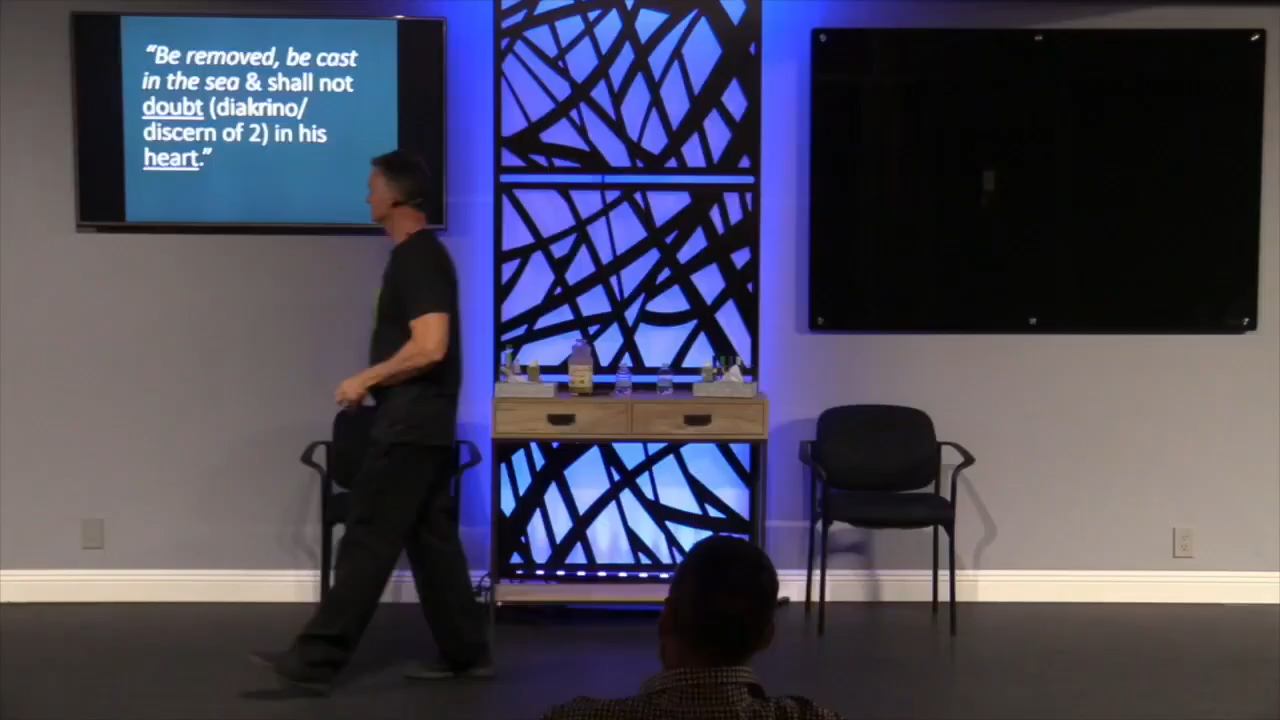 “Be removed, be cast
in the sea & shall not
doubt (diakrino/
discern of 2) in his
heart.”